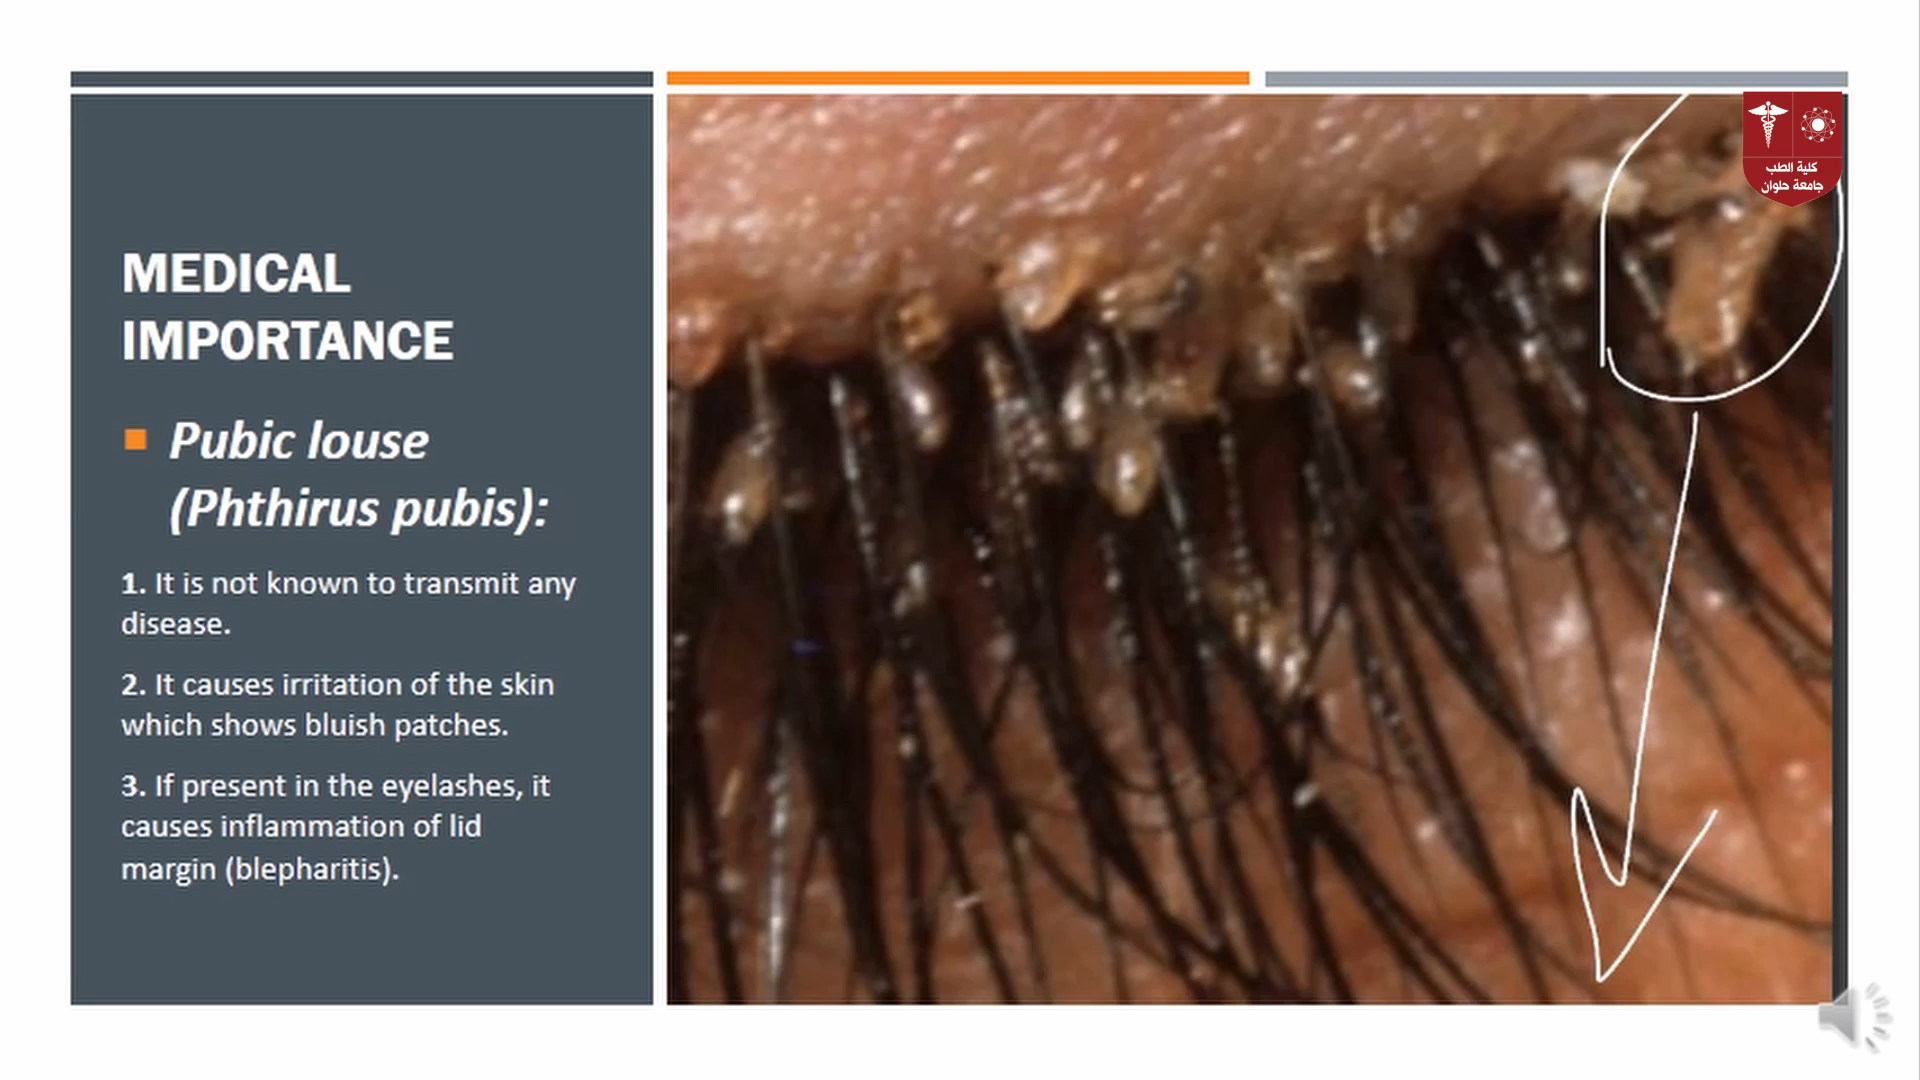 MEDICAL
IMPORTANCE
Pubic louse
(Phthirus pubis):
1. It is not known to transmit any
disease.
2. It causes irritation of the skin
which shows bluish patches.
3. If present in the eyelashes, it
causes inflammation of lid
margin (blepharitis).
كلية الطب
جامعة حلوان